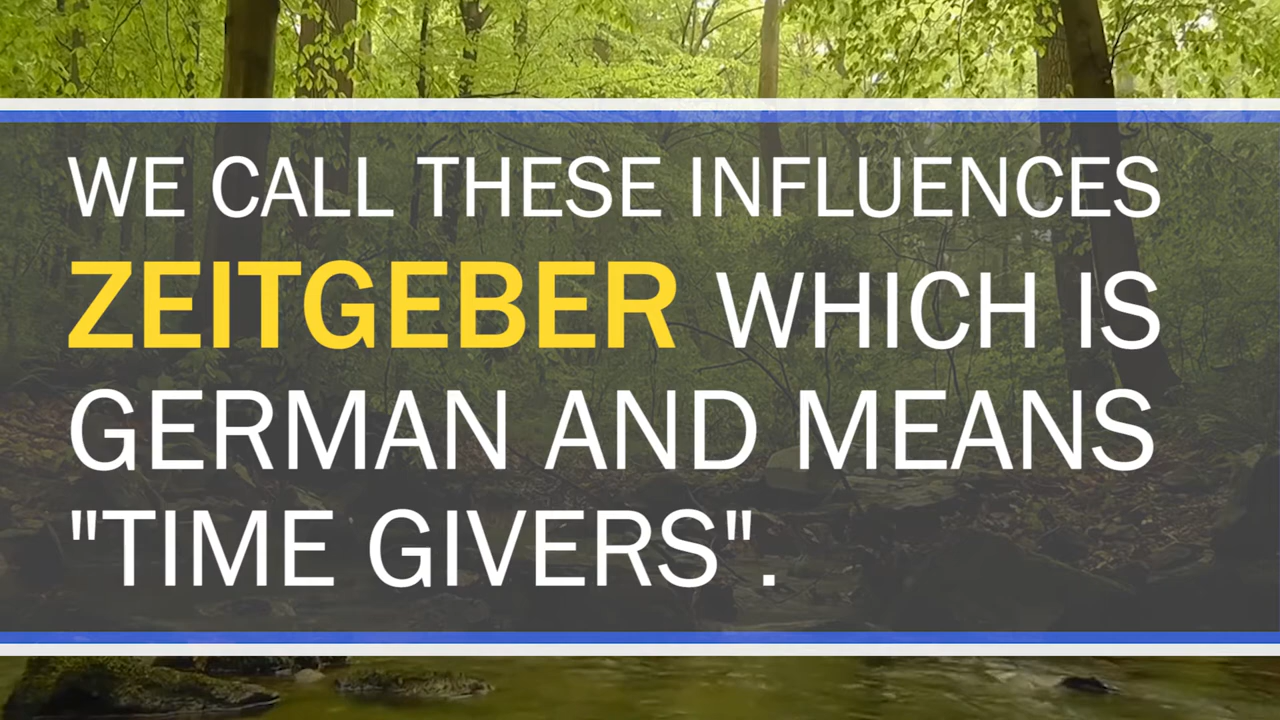 WE CALL THESE INFLUENCES
ZEITGEBER WHICH IS
GERMAN AND MEANS
"TIME GIVERS".